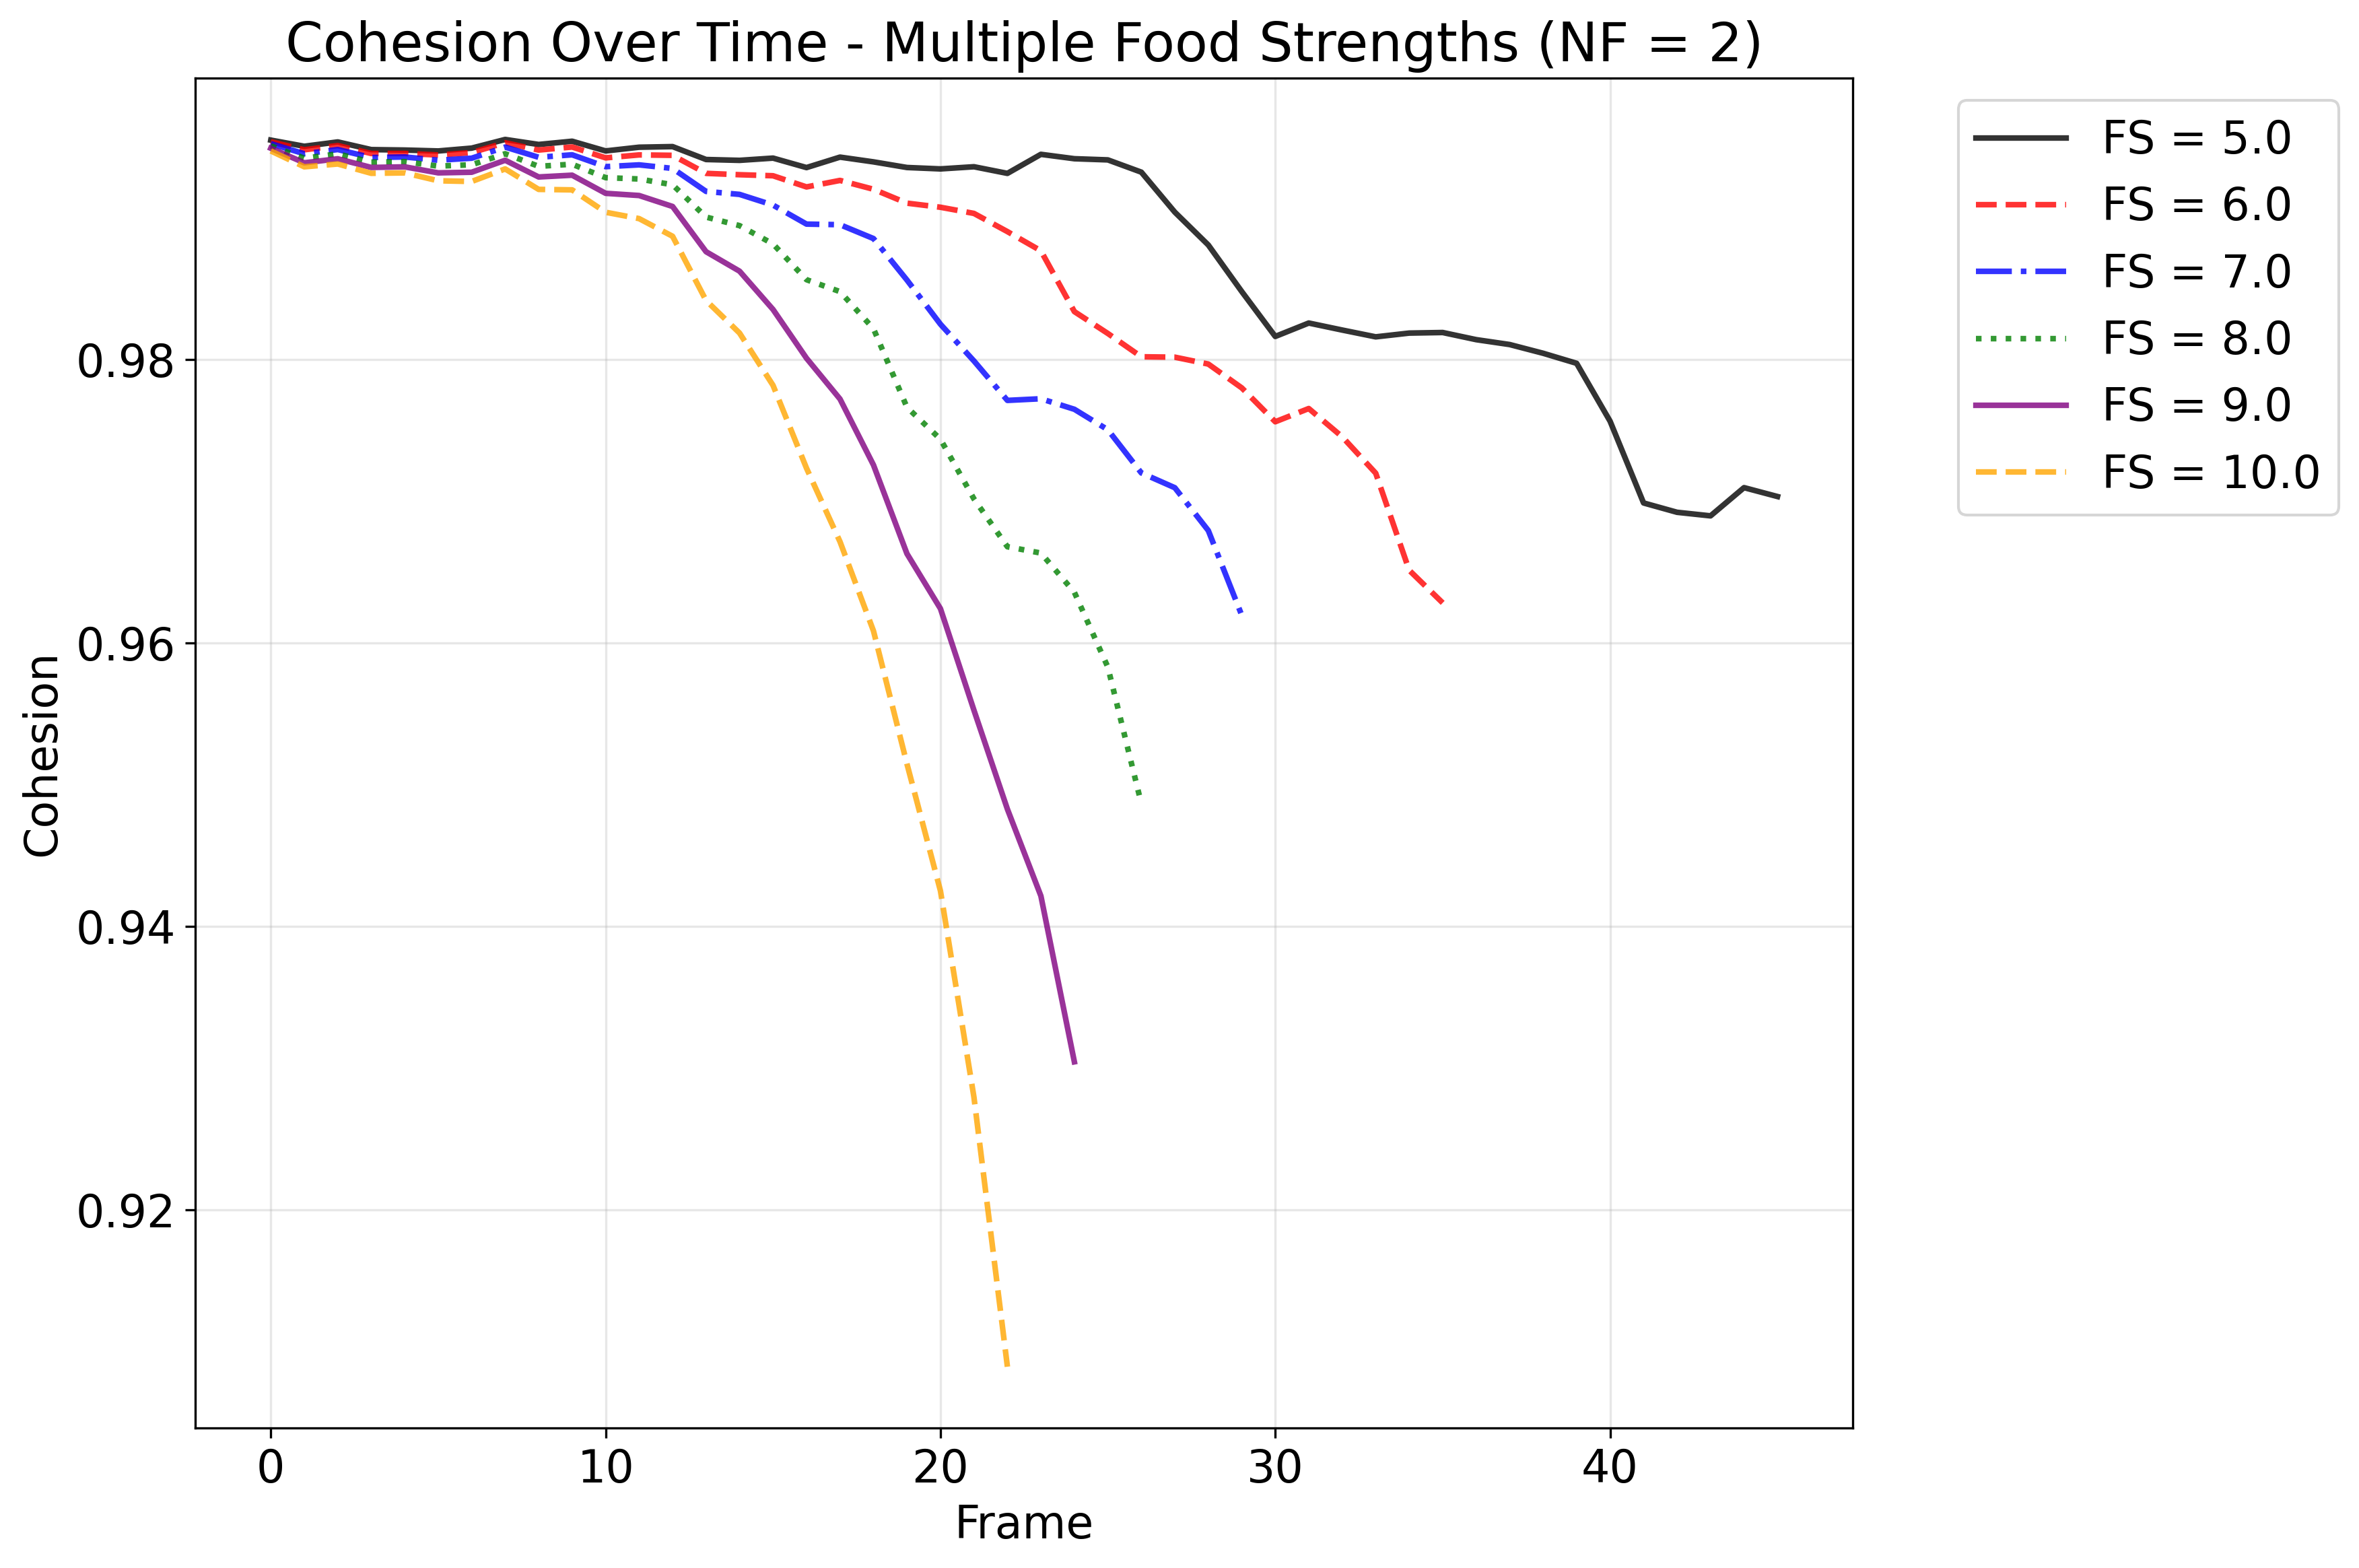 Cohesion Over Time - Multiple Food Strengths (NF = 2)
FS = 5.0
FS = 6.0
FS = 7.0
FS = 8.0
FS = 9.0
FS = 10.0
Cohesion
0.98
0.96
0.94
0.92
0 10 20 30 40
Frame